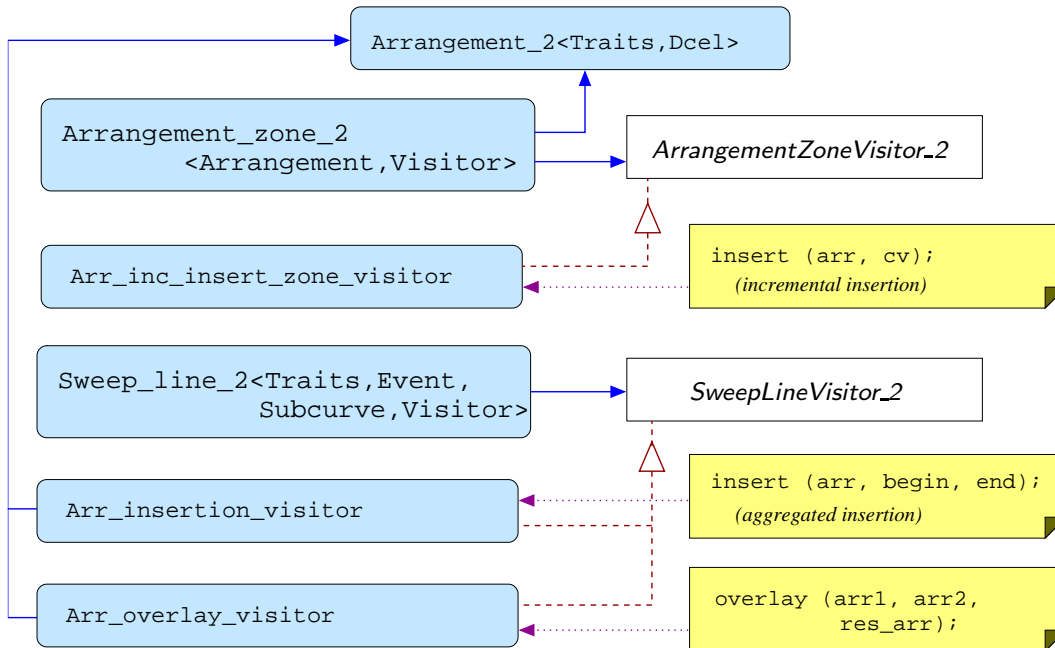 Arrangement_2<Traits,Dcel>
Arrangement_zone_2
<Arrangement,Visitor>
ArrangementZoneVisitor_2
Arr_inc_insert_zone_visitor
insert (arr, cv);
(incremental insertion)
Sweep_line_2<Traits,Event,
Subcurve,Visitor>
SweepLineVisitor_2
Arr_insertion_visitor
insert (arr, begin, end);
(aggregated insertion)
Arr_overlay_visitor
overlay (arr1, arr2,
res_arr);